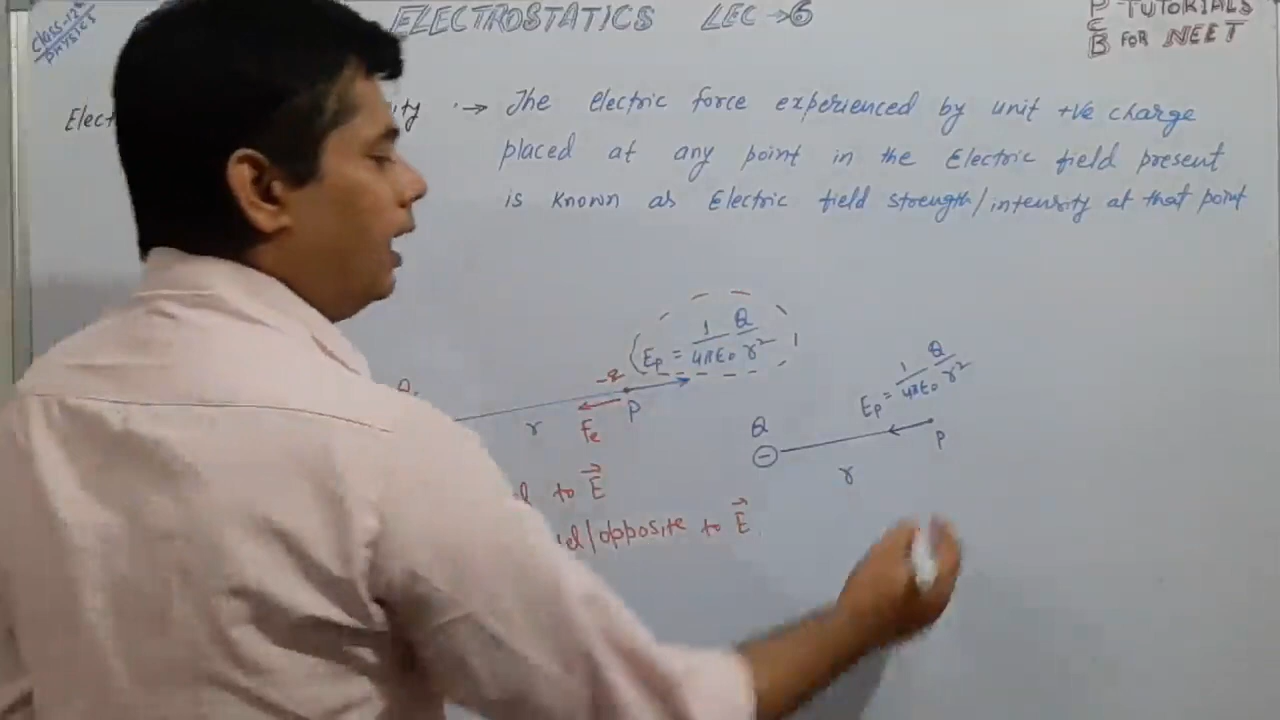 CLASS-12th
PHYSICS
ELECTROSTATICS LEC → 6
P TUTORIALS
C
B FOR NEET
Elect ity :→ The electric force experienced by unit +ve charge
placed at any point in the Electric field present
is known as Electric field strength/intensity at that point
Ep = 1/4πε0 Q/r²
-q
P
r
Fe
Ep = 1/4πε0 Q/r²
Q
P
r
to E⃗
/opposite to E⃗.